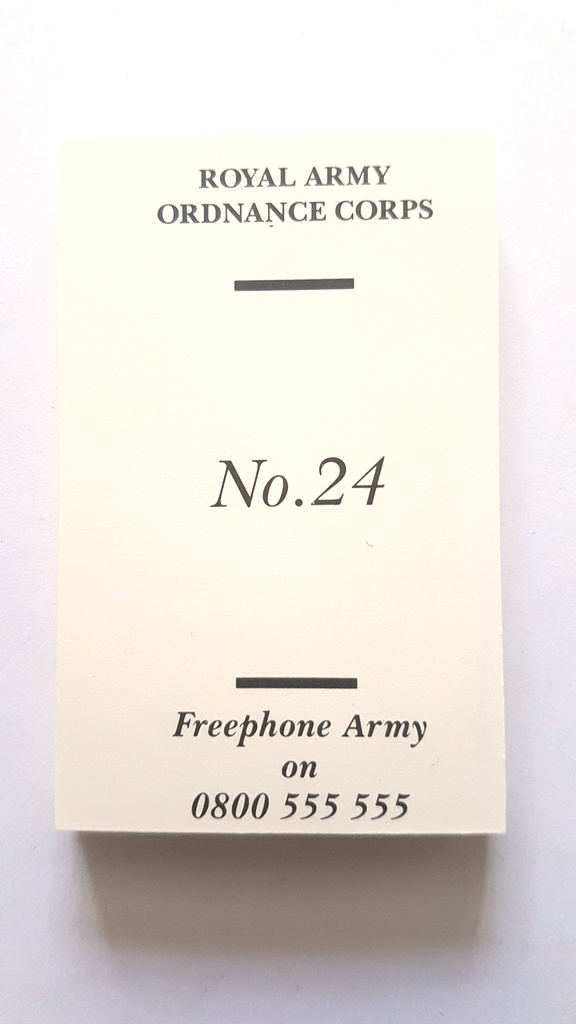 ROYAL ARMY
ORDNANCE CORPS
No.24
Freephone Army
on
0800 555 555